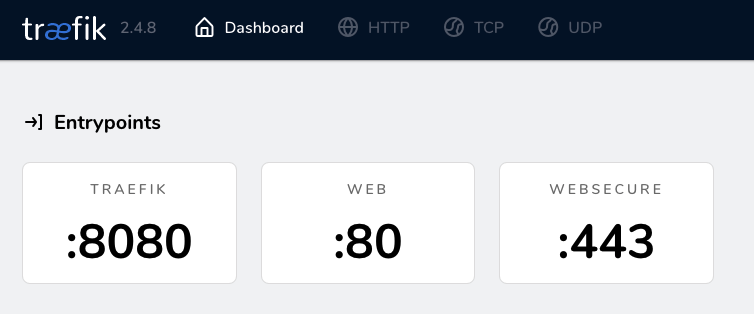 træfik 2.4.8 Dashboard HTTP TCP UDP
Entrypoints
TRAEFIK WEB WEBSECURE
:8080 :80 :443